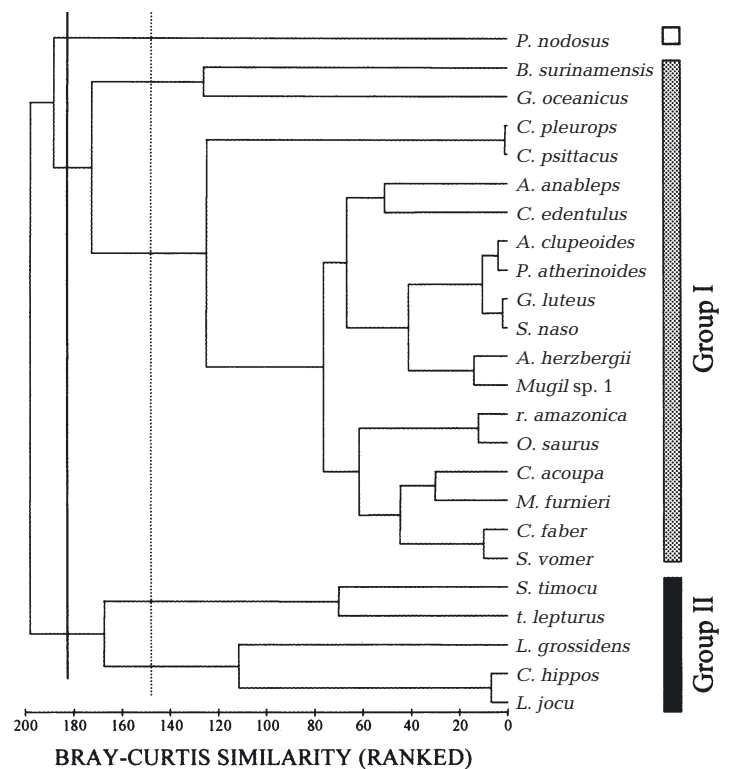 P. nodosus
B. surinamensis
G. oceanicus
C. pleurops
C. psittacus
A. anableps
C. edentulus
A. clupeoides
P. atherinoides
G. luteus
S. naso
A. herzbergii
Mugil sp. 1
r. amazonica
O. saurus
C. acoupa
M. furnieri
C. faber
S. vomer
S. timocu
t. lepturus
L. grossidens
C. hippos
L. jocu
Group I
Group II
200 180 160 140 120 100 80 60 40 20 0
BRAY-CURTIS SIMILARITY (RANKED)